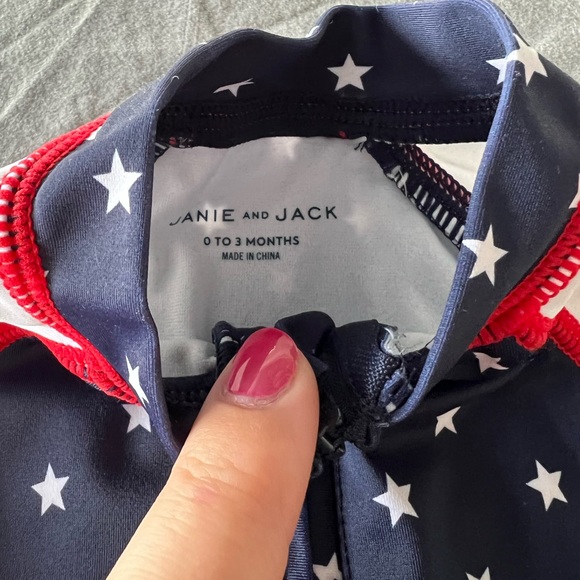 JANIE AND JACK
0 TO 3 MONTHS
MADE IN CHINA